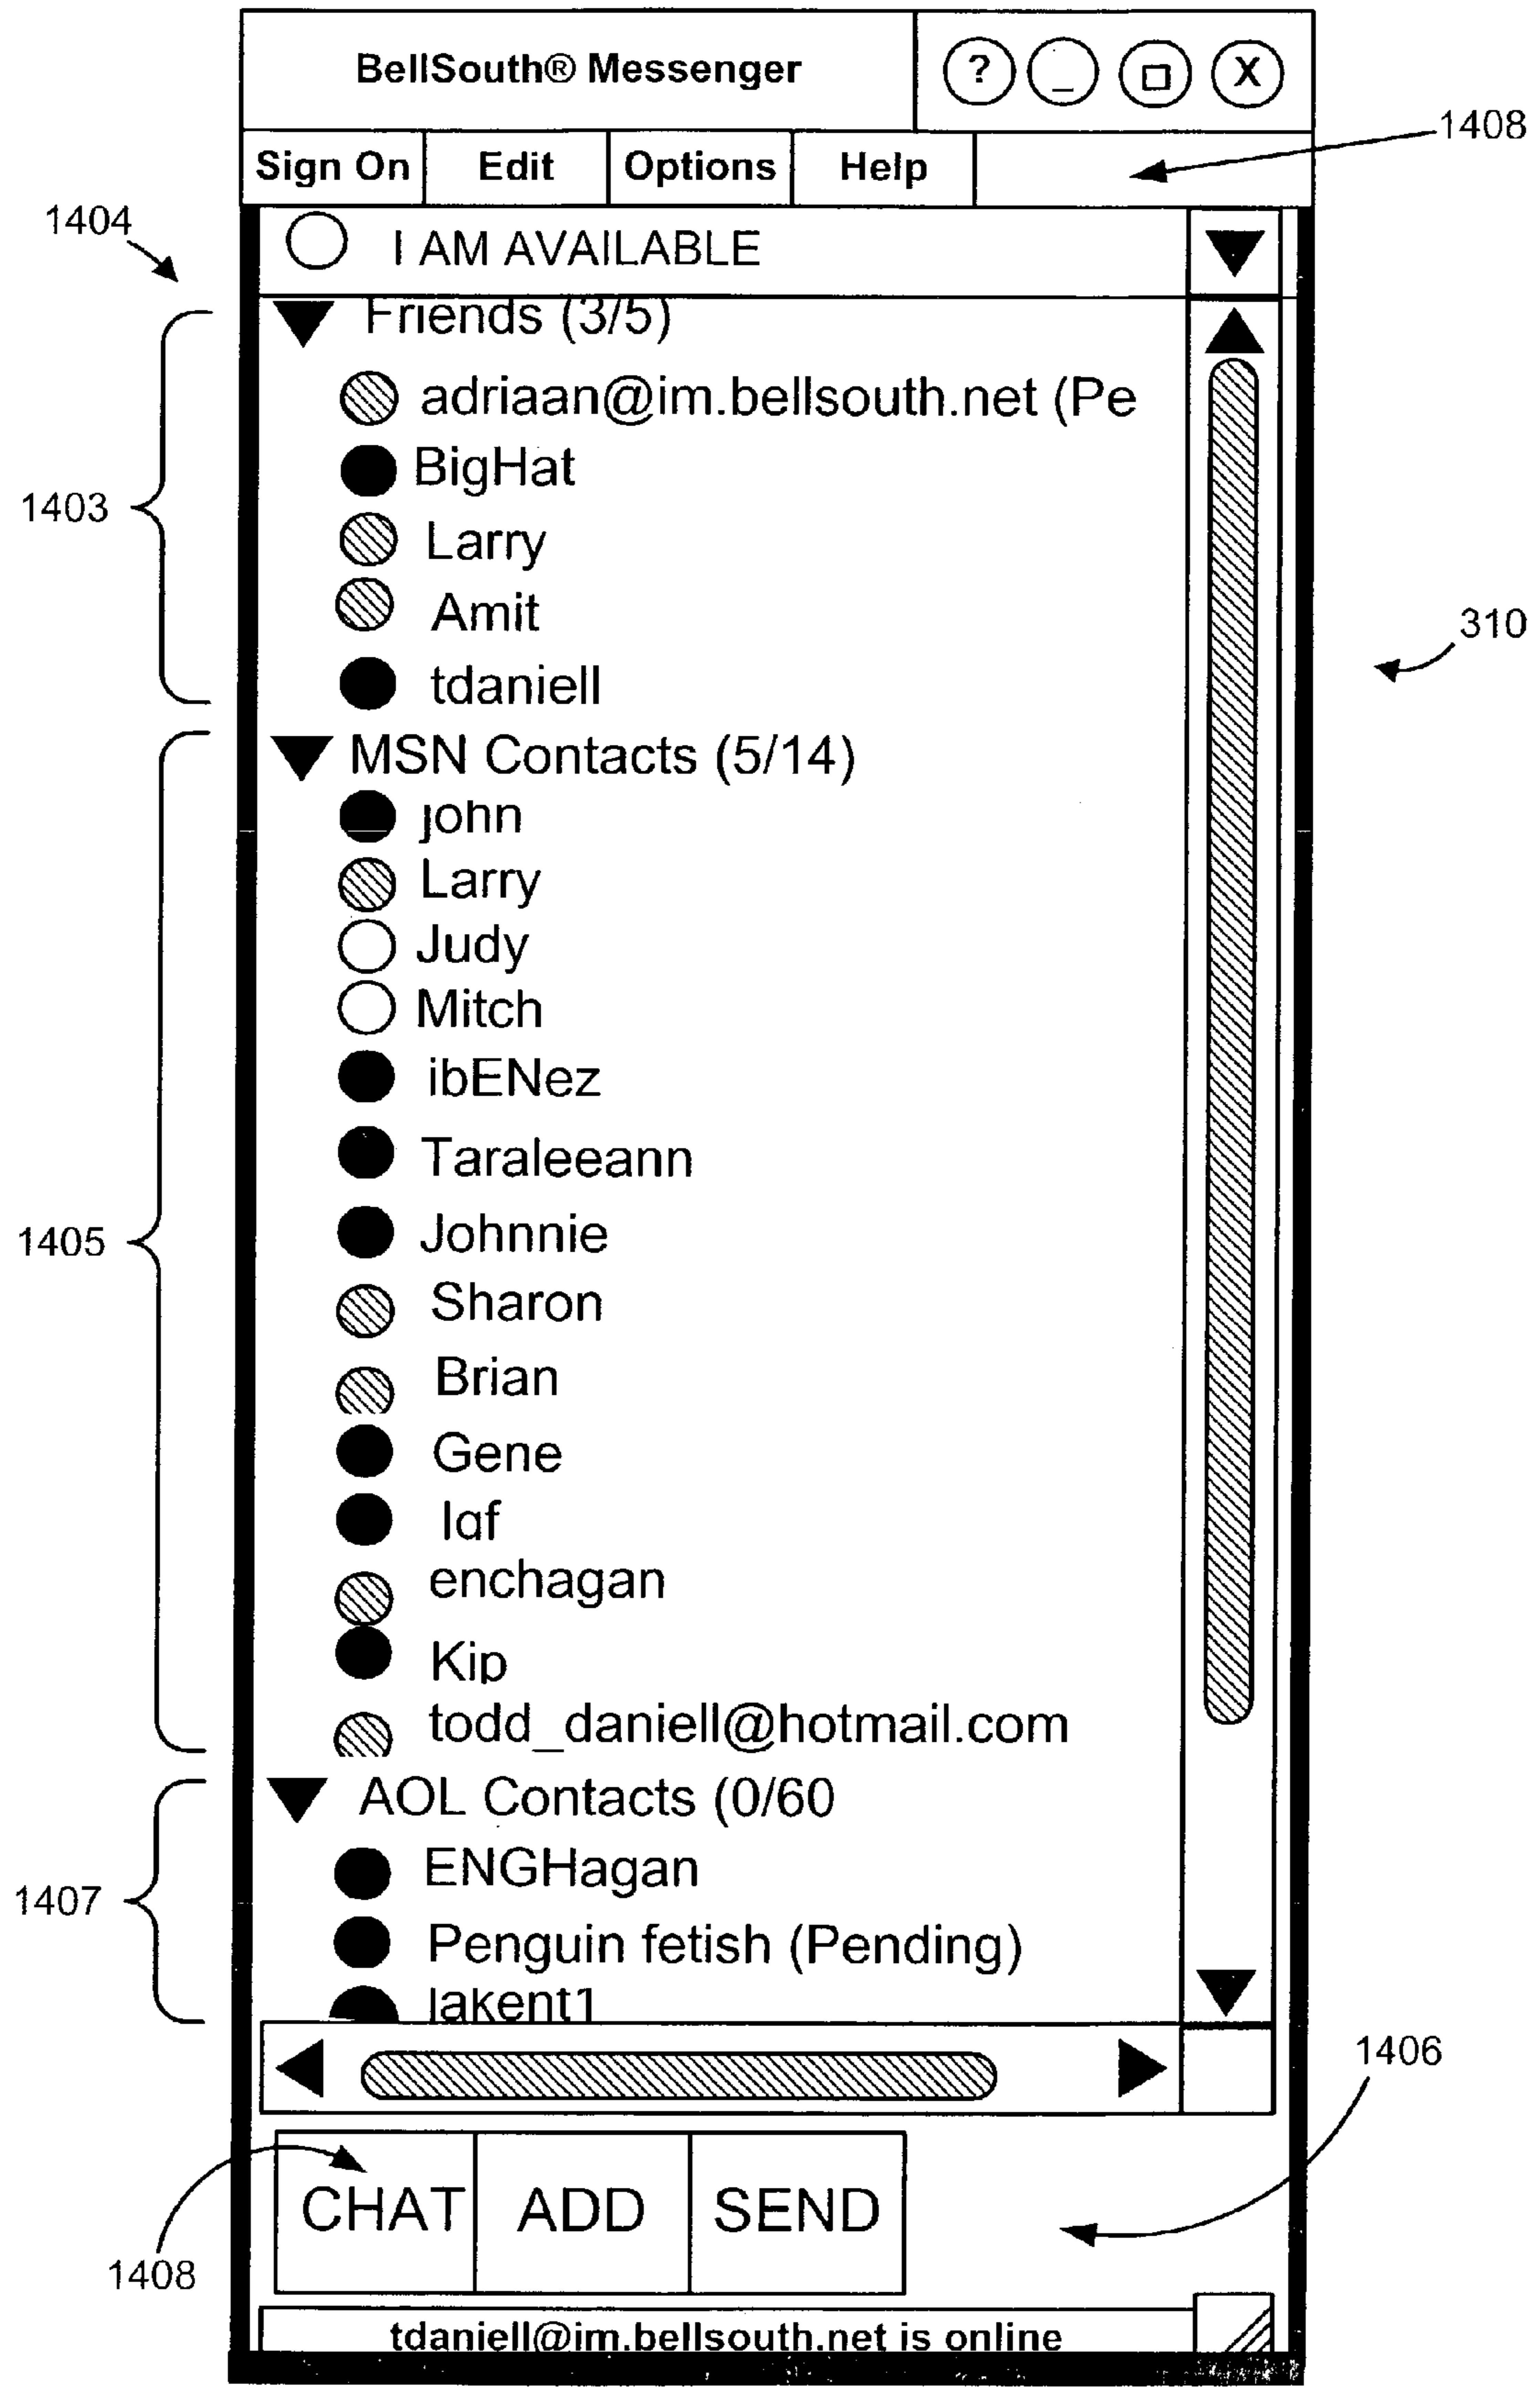 BellSouth® Messenger
? _ X
1408
Sign On Edit Options Help
1404
I AM AVAILABLE
Friends (3/5)
adriaan@im.bellsouth.net (Pe
BigHat
1403
Larry
Amit
310
tdaniell
MSN Contacts (5/14)
john
Larry
Judy
Mitch
ibENez
Taraleeann
1405
Johnnie
Sharon
Brian
Gene
enchagan
Kip
todd_daniell@hotmail.com
AOL Contacts (0/60
ENGHagan
1407
Penguin fetish (Pending)
lakent1
1406
CHAT ADD SEND
1408
tdaniell@im.bellsouth.net is online